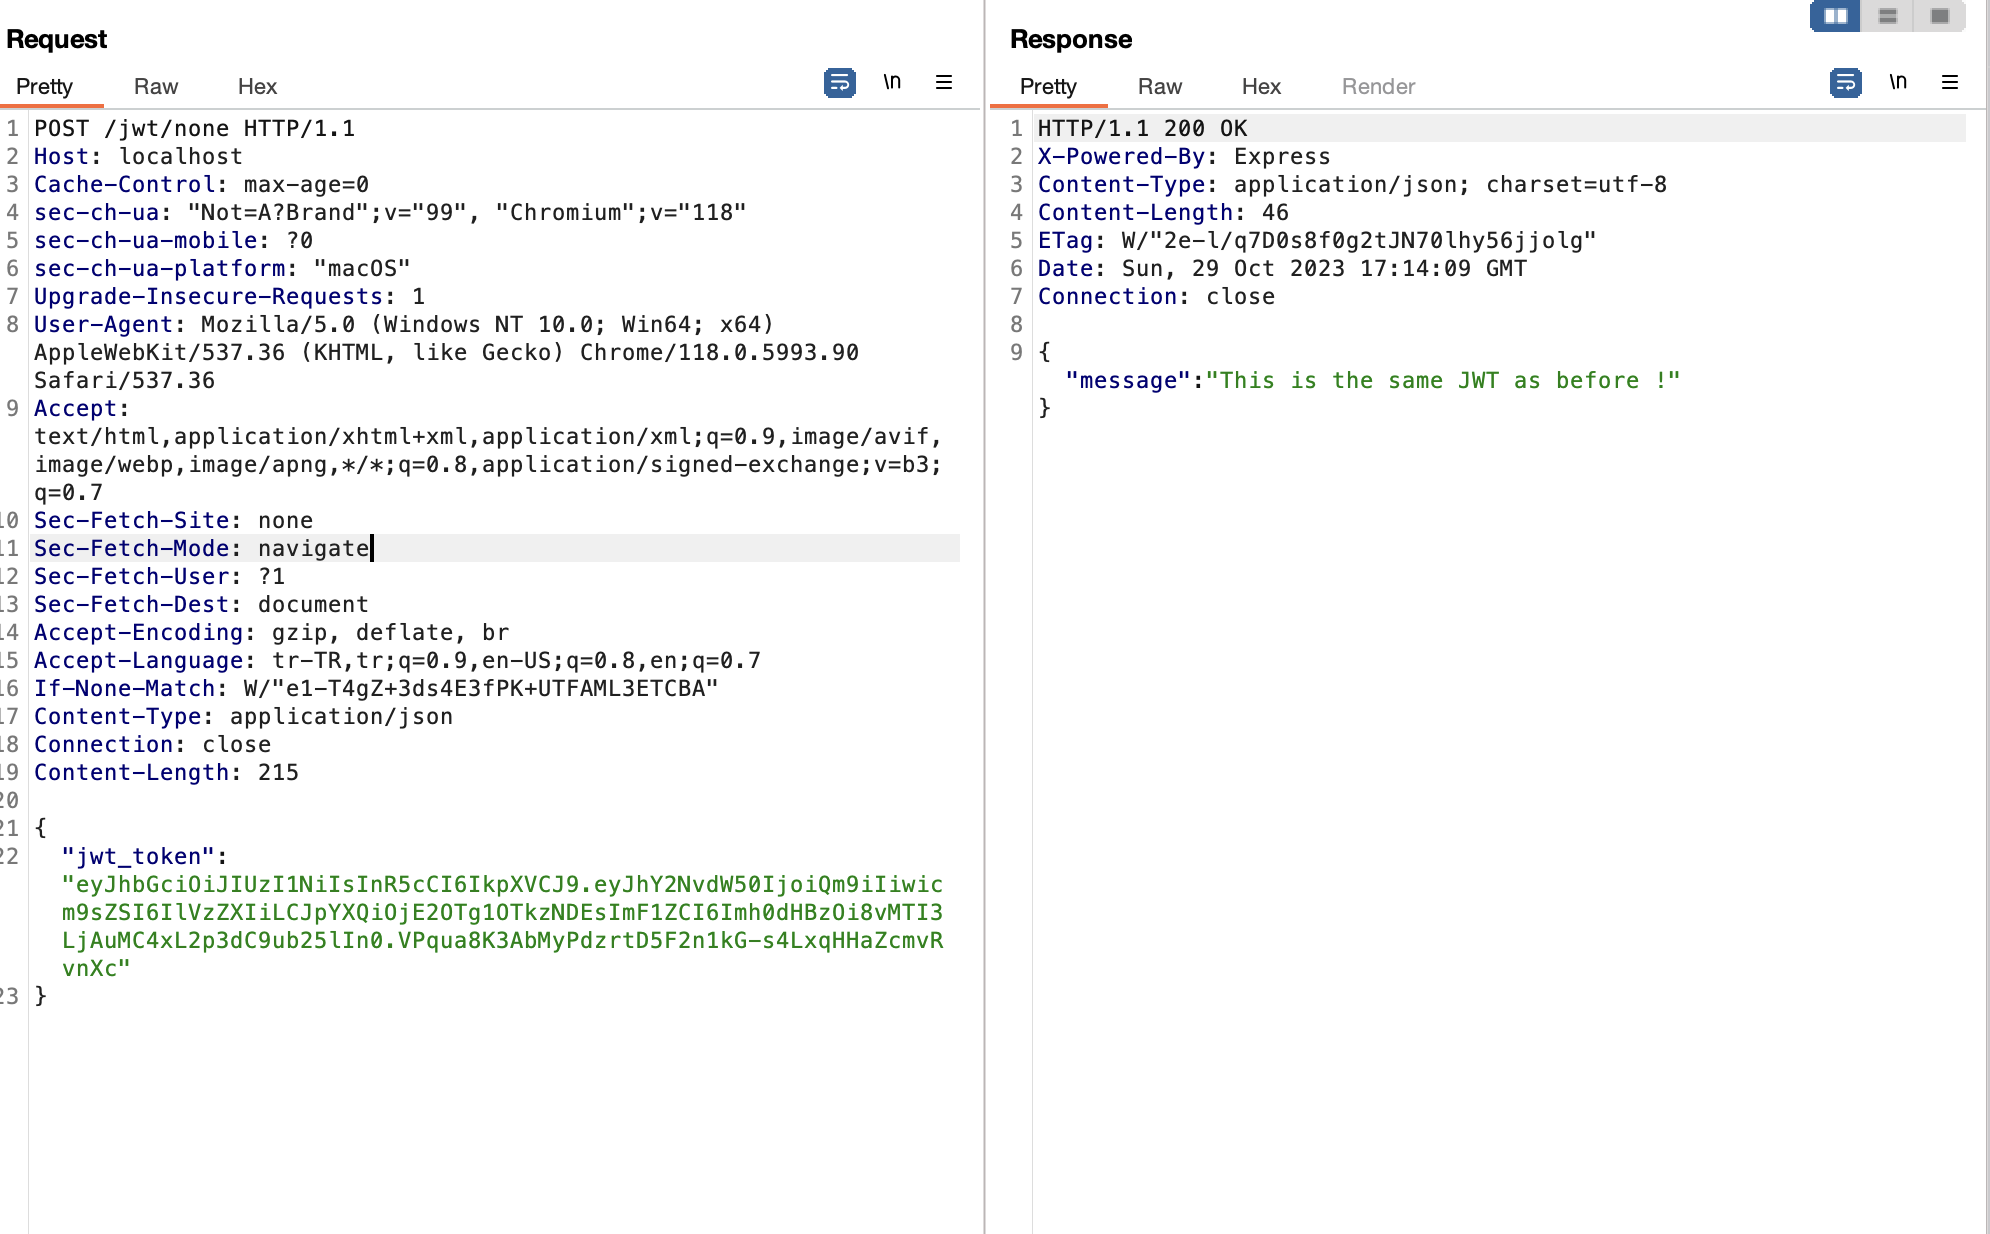 Request
Pretty Raw Hex \n
1 POST /jwt/none HTTP/1.1
2 Host: localhost
3 Cache-Control: max-age=0
4 sec-ch-ua: "Not=A?Brand";v="99", "Chromium";v="118"
5 sec-ch-ua-mobile: ?0
6 sec-ch-ua-platform: "macOS"
7 Upgrade-Insecure-Requests: 1
8 User-Agent: Mozilla/5.0 (Windows NT 10.0; Win64; x64)
AppleWebKit/537.36 (KHTML, like Gecko) Chrome/118.0.5993.90
Safari/537.36
9 Accept:
text/html,application/xhtml+xml,application/xml;q=0.9,image/avif,
image/webp,image/apng,*/*;q=0.8,application/signed-exchange;v=b3;
q=0.7
10 Sec-Fetch-Site: none
11 Sec-Fetch-Mode: navigate
12 Sec-Fetch-User: ?1
13 Sec-Fetch-Dest: document
14 Accept-Encoding: gzip, deflate, br
15 Accept-Language: tr-TR,tr;q=0.9,en-US;q=0.8,en;q=0.7
16 If-None-Match: W/"e1-T4gZ+3ds4E3fPK+UTFAML3ETCBA"
17 Content-Type: application/json
18 Connection: close
19 Content-Length: 215
20
21 {
22 "jwt_token":
"eyJhbGciOiJIUzI1NiIsInR5cCI6IkpXVCJ9.eyJhY2NvdW50IjoiQm9iIiwic
m9sZSI6IlVzZXIiLCJpYXQiOjE2OTg1OTkzNDEsImF1ZCI6Imh0dHBzOi8vMTI3
LjAuMC4xL2p3dC9ub25lIn0.VPqua8K3AbMyPdzrtD5F2n1kG-s4LxqHHaZcmvR
vnXc"
23 }
Response
Pretty Raw Hex Render \n
1 HTTP/1.1 200 OK
2 X-Powered-By: Express
3 Content-Type: application/json; charset=utf-8
4 Content-Length: 46
5 ETag: W/"2e-l/q7D0s8f0g2tJN70lhy56jjolg"
6 Date: Sun, 29 Oct 2023 17:14:09 GMT
7 Connection: close
8
9 {
"message":"This is the same JWT as before !"
}